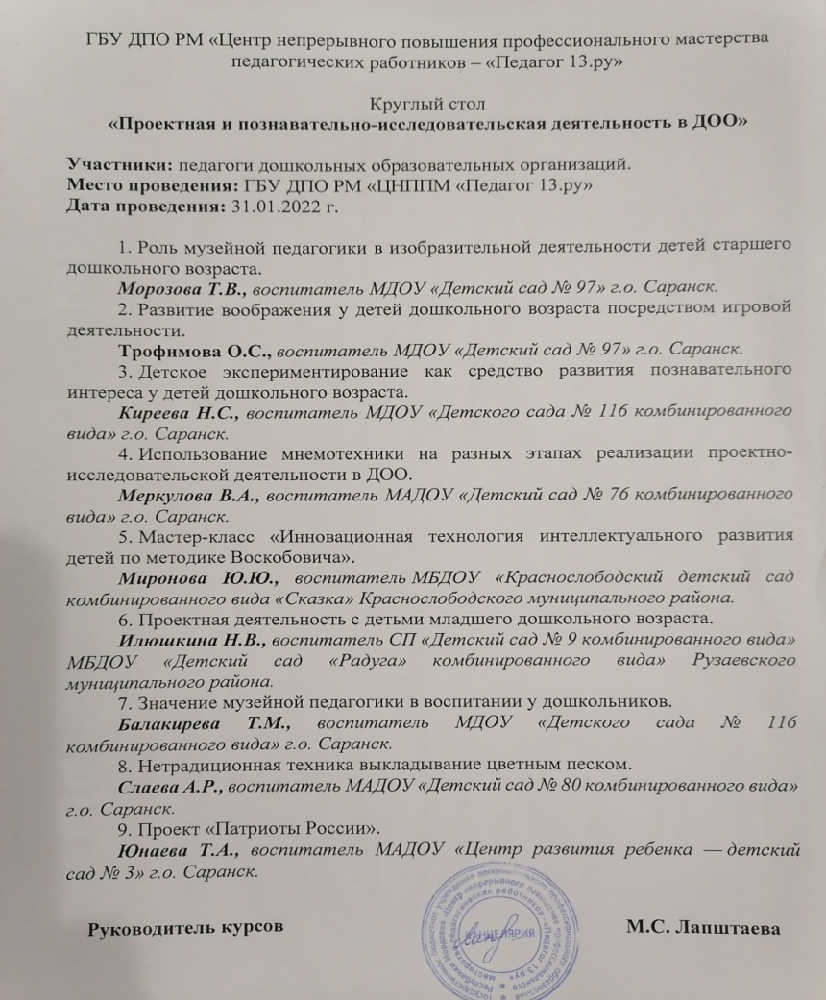 ГБУ ДПО РМ «Центр непрерывного повышения профессионального мастерства
педагогических работников – «Педагог 13.ру»
Круглый стол
«Проектная и познавательно-исследовательская деятельность в ДОО»
Участники: педагоги дошкольных образовательных организаций.
Место проведения: ГБУ ДПО РМ «ЦНППМ «Педагог 13.ру»
Дата проведения: 31.01.2022 г.
1. Роль музейной педагогики в изобразительной деятельности детей старшего
дошкольного возраста.
Морозова Т.В., воспитатель МДОУ «Детский сад № 97» г.о. Саранск.
2. Развитие воображения у детей дошкольного возраста посредством игровой
деятельности.
Трофимова О.С., воспитатель МДОУ «Детский сад № 97» г.о. Саранск.
3. Детское экспериментирование как средство развития познавательного
интереса у детей дошкольного возраста.
Киреева Н.С., воспитатель МДОУ «Детского сада № 116 комбинированного
вида» г.о. Саранск.
4. Использование мнемотехники на разных этапах реализации проектно-
исследовательской деятельности в ДОО.
Меркулова В.А., воспитатель МАДОУ «Детский сад № 76 комбинированного
вида» г.о. Саранск.
5. Мастер-класс «Инновационная технология интеллектуального развития
детей по методике Воскобовича».
Миронова Ю.Ю., воспитатель МБДОУ «Краснослободский детский сад
комбинированного вида «Сказка» Краснослободского муниципального района.
6. Проектная деятельность с детьми младшего дошкольного возраста.
Илюшкина Н.В., воспитатель СП «Детский сад № 9 комбинированного вида»
МБДОУ «Детский сад «Радуга» комбинированного вида» Рузаевского
муниципального района.
7. Значение музейной педагогики в воспитании у дошкольников.
Балакирева Т.М., воспитатель МДОУ «Детского сада № 116
комбинированного вида» г.о. Саранск.
8. Нетрадиционная техника выкладывание цветным песком.
Слаева А.Р., воспитатель МАДОУ «Детский сад № 80 комбинированного вида»
г.о. Саранск.
9. Проект «Патриоты России».
Юнаева Т.А., воспитатель МАДОУ «Центр развития ребенка — детский
сад № 3» г.о. Саранск.
Руководитель курсов
КАНЦЕЛЯРИЯ
М.С. Лапштаева